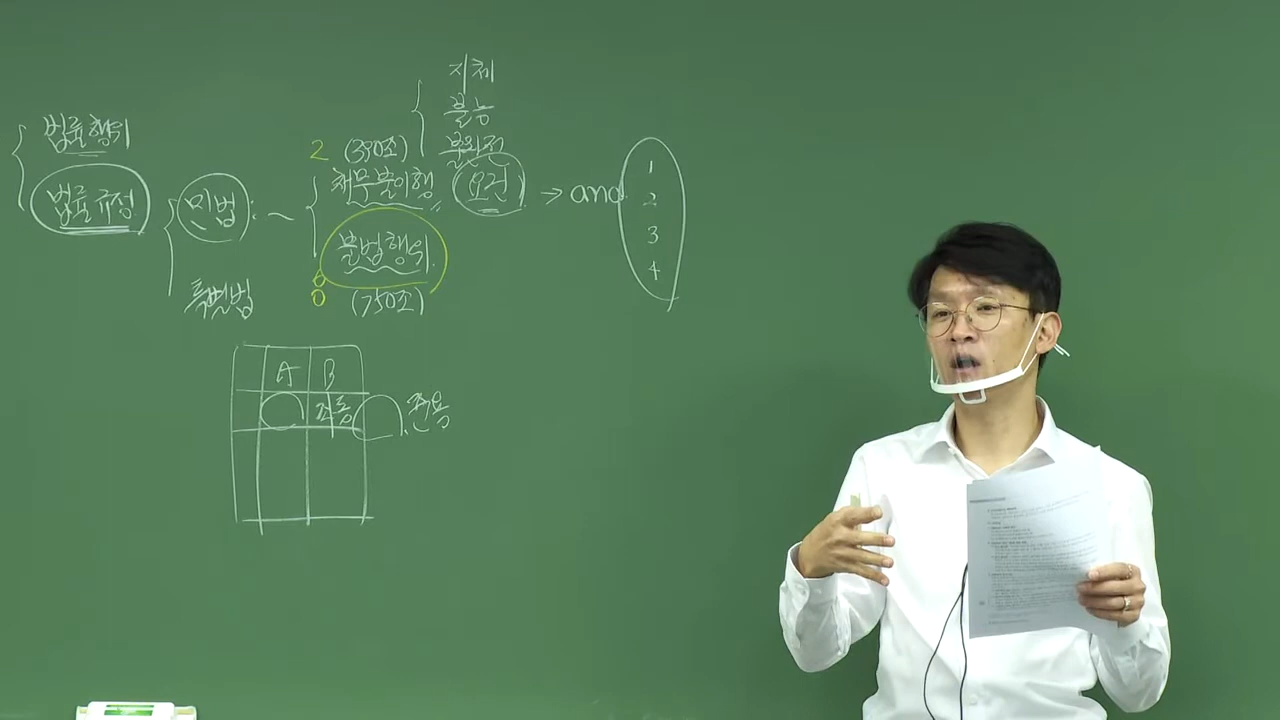 법률행위
법률규정
민법 : ~
특별법
2 (390조)
채무불이행
지체
불능
불완전
요건 → and
1
2
3
4
불법행위.
(750조)
A B